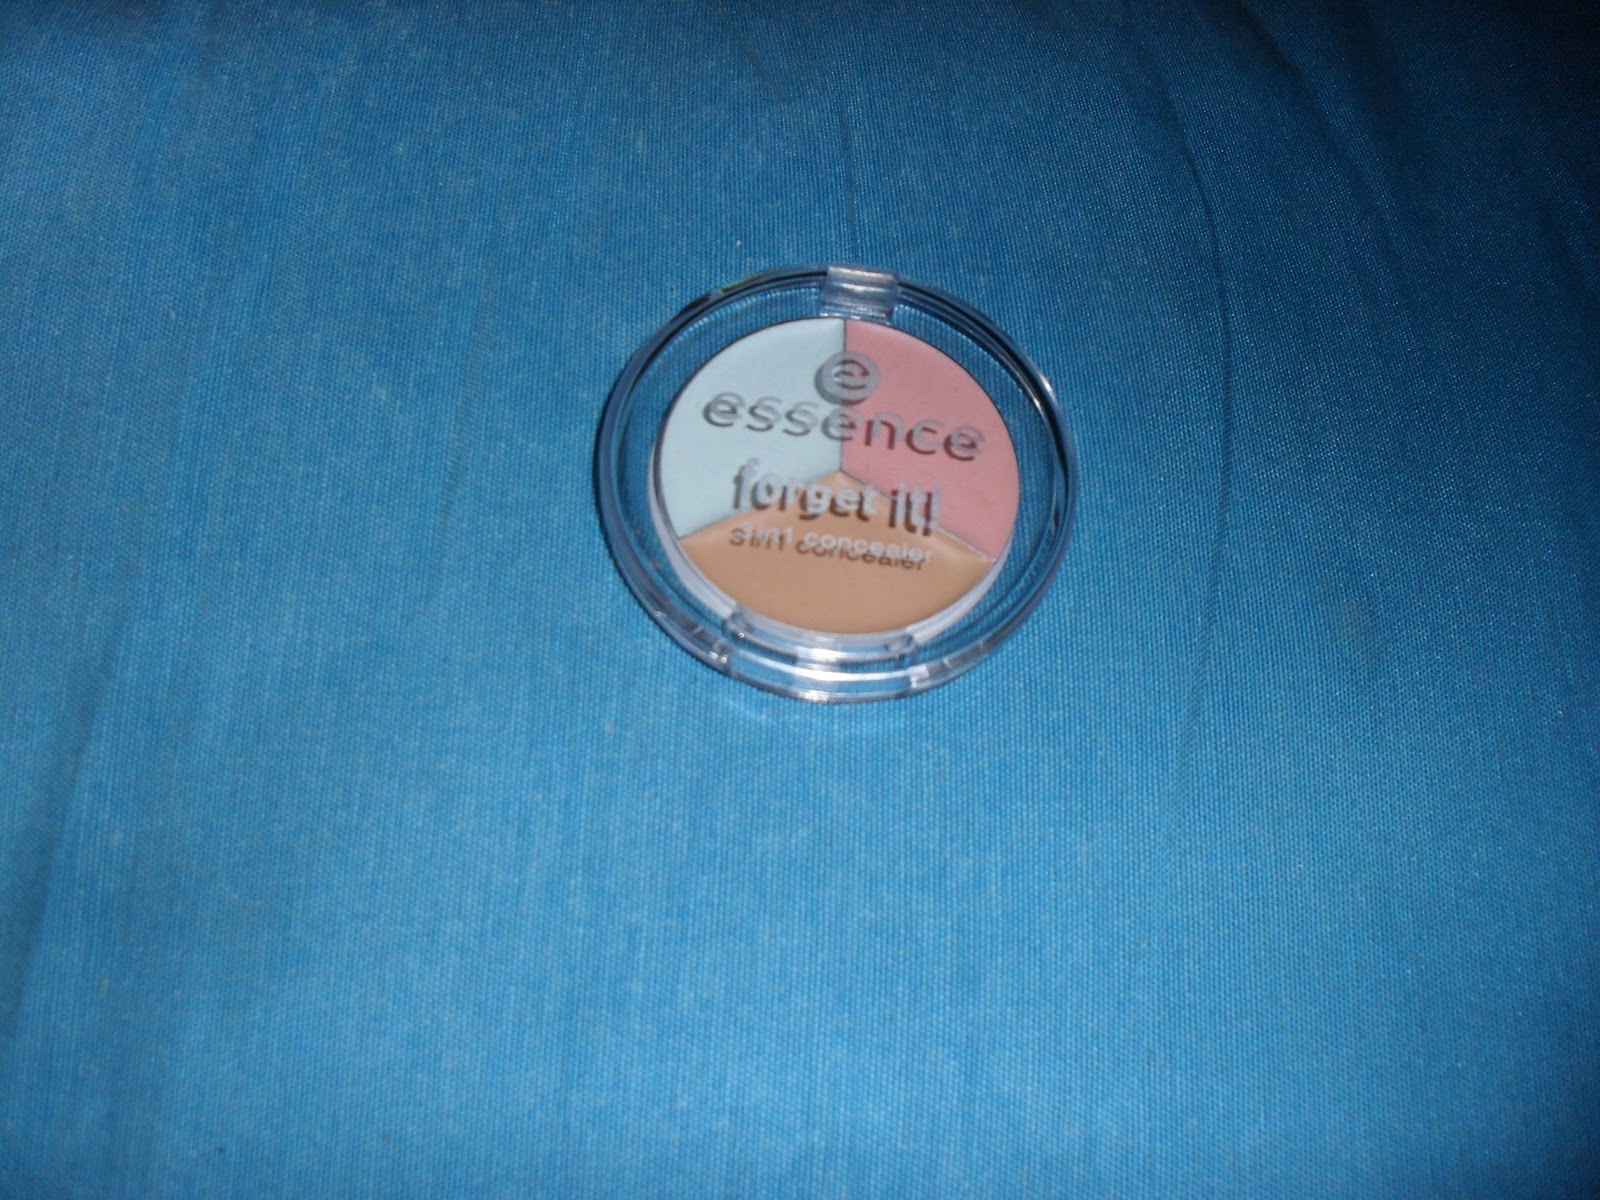 e
essence
forget it!
3in1 concealer